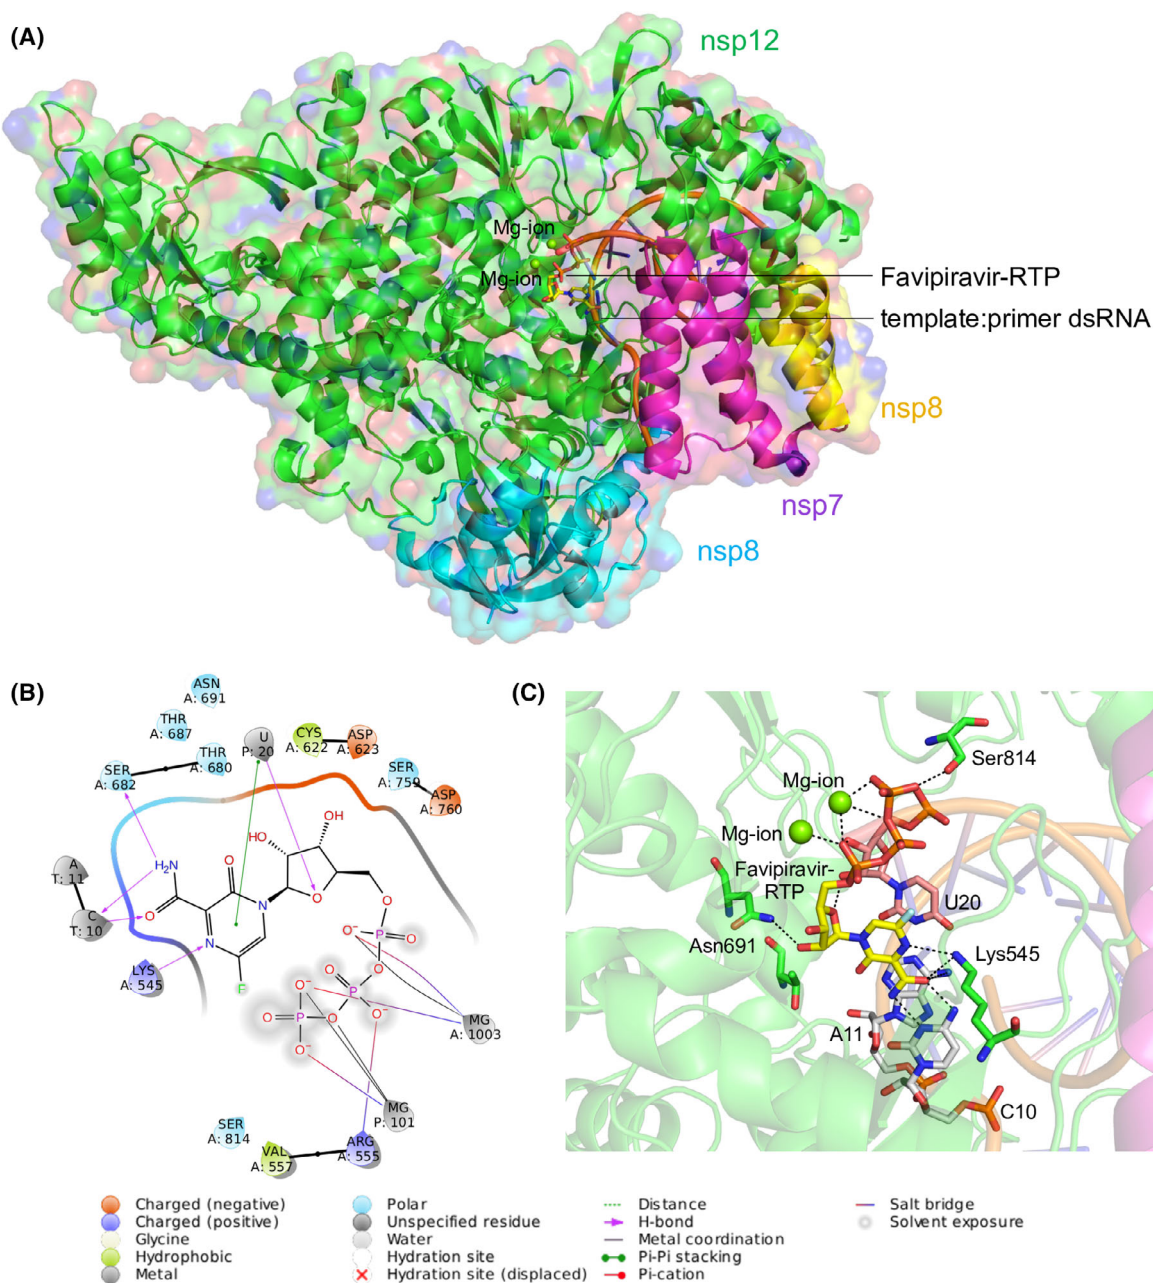 (A)
nsp12
Mg-ion
Mg-ion
Favipiravir-RTP
template:primer dsRNA
nsp8
nsp7
nsp8
(B)
ASN
A: 691
THR
A: 687
THR
A: 680
SER
A: 682
U
P: 20
CYS
A: 622
ASP
A: 623
SER
A: 759
ASP
A: 760
A
T: 11
C
T: 10
LYS
A: 545
H₂N
O
O
N
N
F
HO
OH
O
O
P
O
O⁻
O
P
O⁻
O
P
O
O⁻
O⁻
MG
A: 1003
MG
P: 101
SER
A: 814
VAL
A: 557
ARG
A: 555
(C)
Ser814
Mg-ion
Mg-ion
Favipiravir-
RTP
U20
Asn691
Lys545
A11
C10
Charged (negative)
Charged (positive)
Glycine
Hydrophobic
Metal
Polar
Unspecified residue
Water
Hydration site
Hydration site (displaced)
Distance
H-bond
Metal coordination
Pi-Pi stacking
Pi-cation
Salt bridge
Solvent exposure